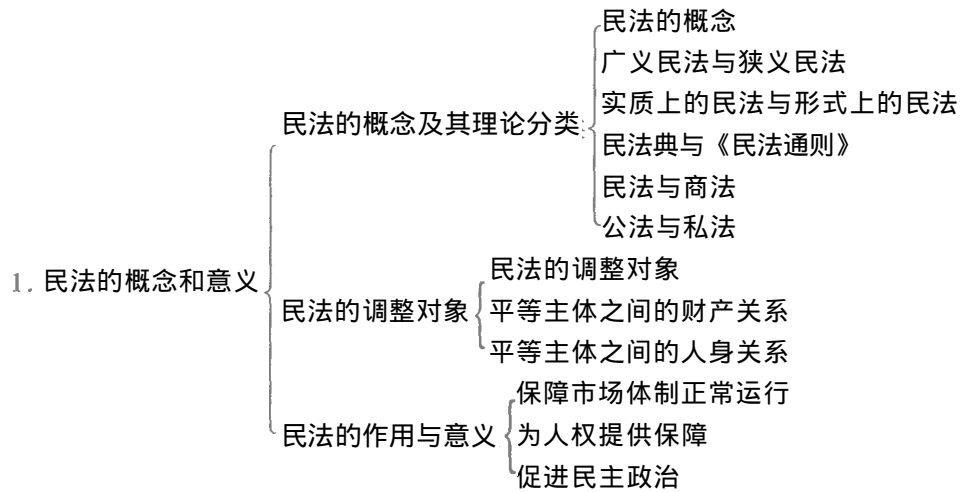 1. 民法的概念和意义
民法的概念及其理论分类
民法的概念
广义民法与狭义民法
实质上的民法与形式上的民法
民法典与《民法通则》
民法与商法
公法与私法
民法的调整对象
民法的调整对象
平等主体之间的财产关系
平等主体之间的人身关系
民法的作用与意义
保障市场体制正常运行
为人权提供保障
促进民主政治